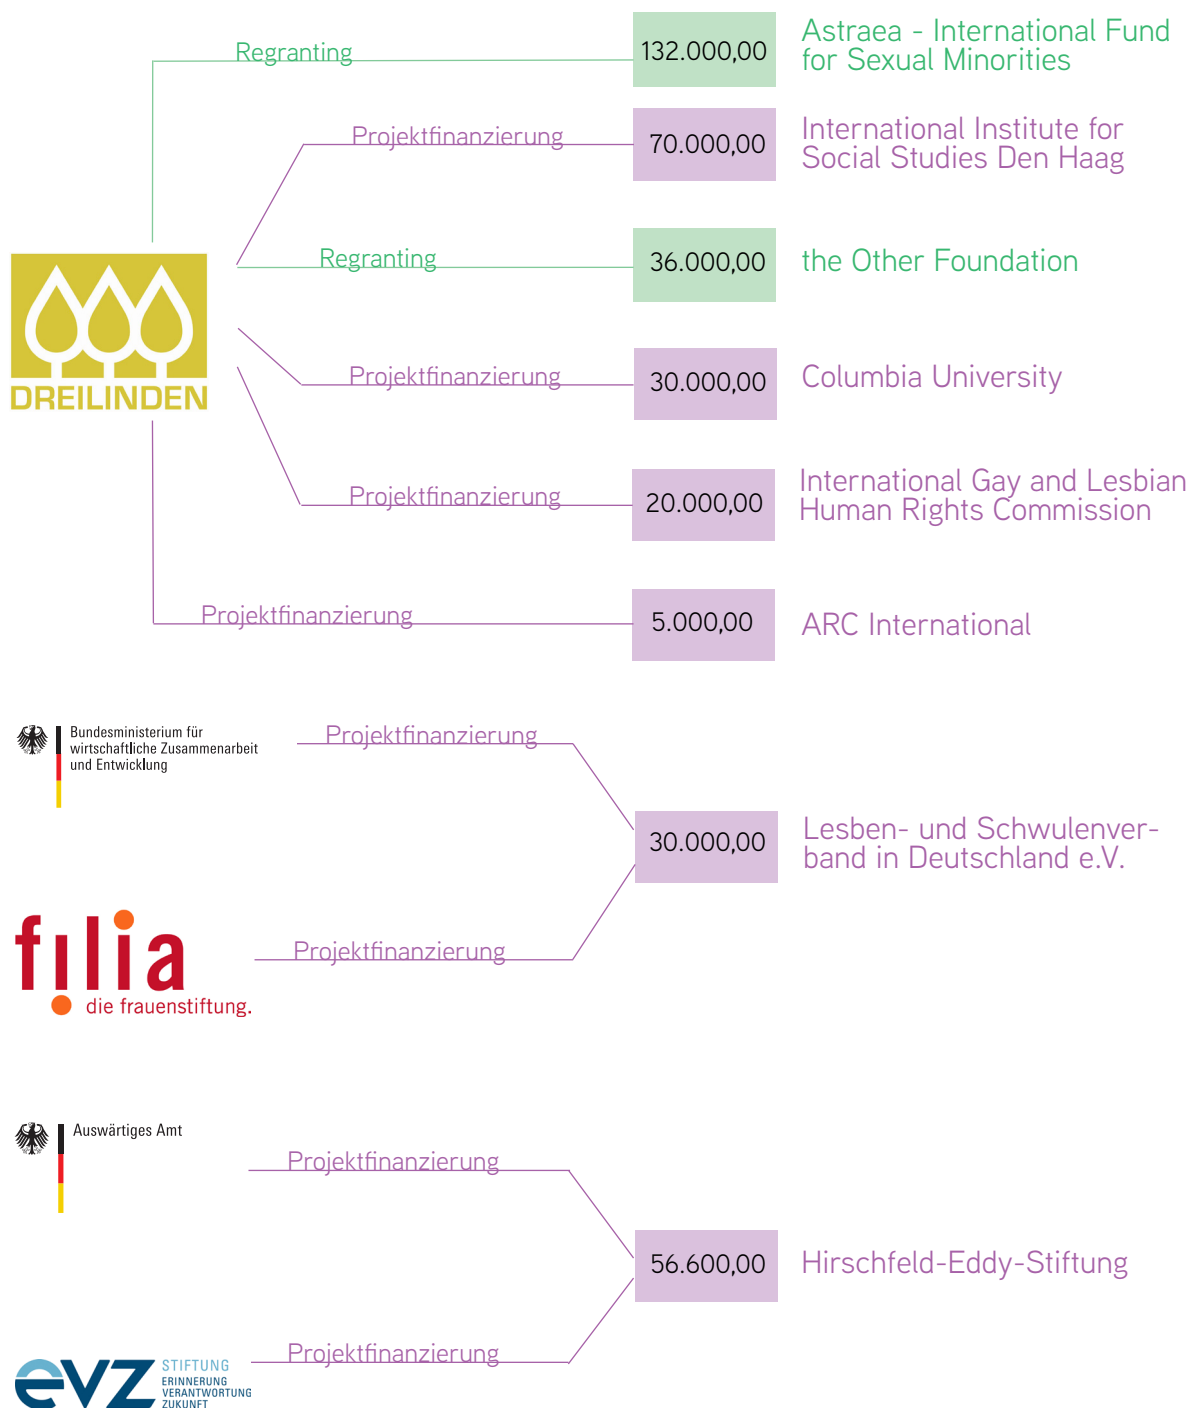 Regranting
132.000,00
Astraea - International Fund
for Sexual Minorities
Projektfinanzierung
70.000,00
International Institute for
Social Studies Den Haag
DREILINDEN
Regranting
36.000,00
the Other Foundation
Projektfinanzierung
30.000,00
Columbia University
Projektfinanzierung
20.000,00
International Gay and Lesbian
Human Rights Commission
Projektfinanzierung
5.000,00
ARC International
Bundesministerium für
wirtschaftliche Zusammenarbeit
und Entwicklung
Projektfinanzierung
30.000,00
Lesben- und Schwulenver-
band in Deutschland e.V.
filia
die frauenstiftung.
Projektfinanzierung
Auswärtiges Amt
Projektfinanzierung
56.600,00
Hirschfeld-Eddy-Stiftung
Projektfinanzierung
evz
STIFTUNG
ERINNERUNG
VERANTWORTUNG
ZUKUNFT